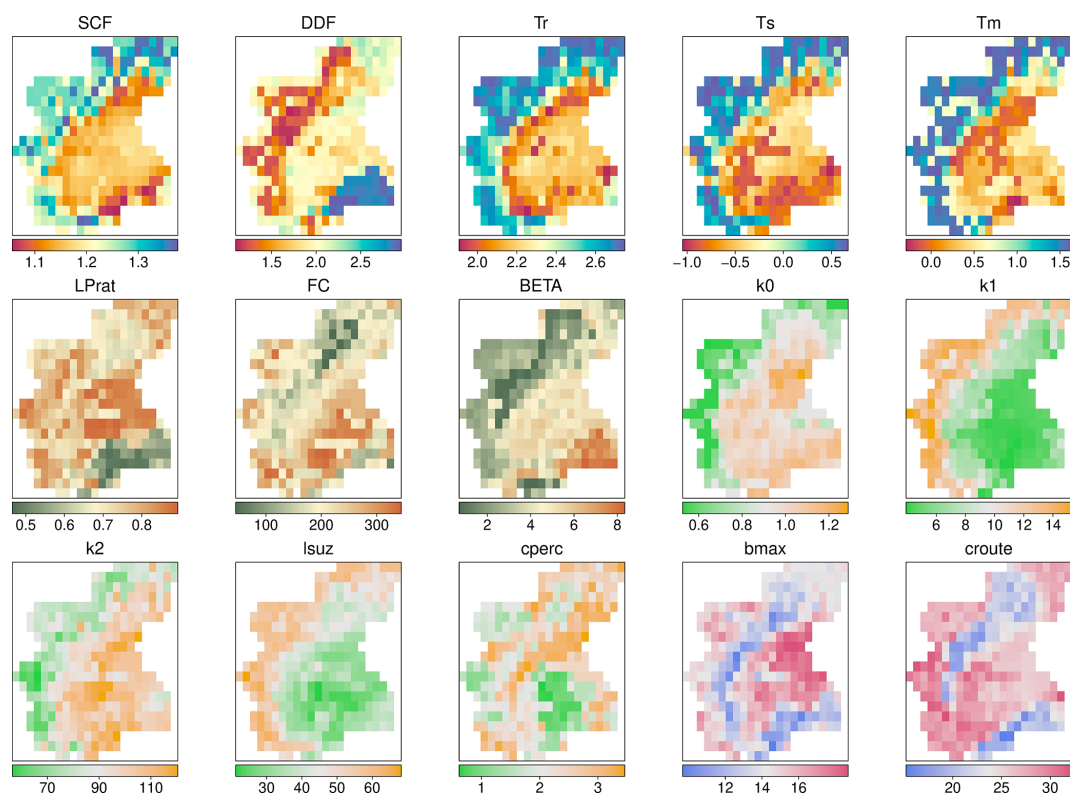 SCF DDF Tr Ts Tm
1.1 1.2 1.3 1.5 2.0 2.5 2.0 2.2 2.4 2.6 −1.0 −0.5 0.0 0.5 0.0 0.5 1.0 1.5
LPrat FC BETA k0 k1
0.5 0.6 0.7 0.8 100 200 300 2 4 6 8 0.6 0.8 1.0 1.2 6 8 10 12 14
k2 lsuz cperc bmax croute
70 90 110 30 40 50 60 1 2 3 12 14 16 20 25 30